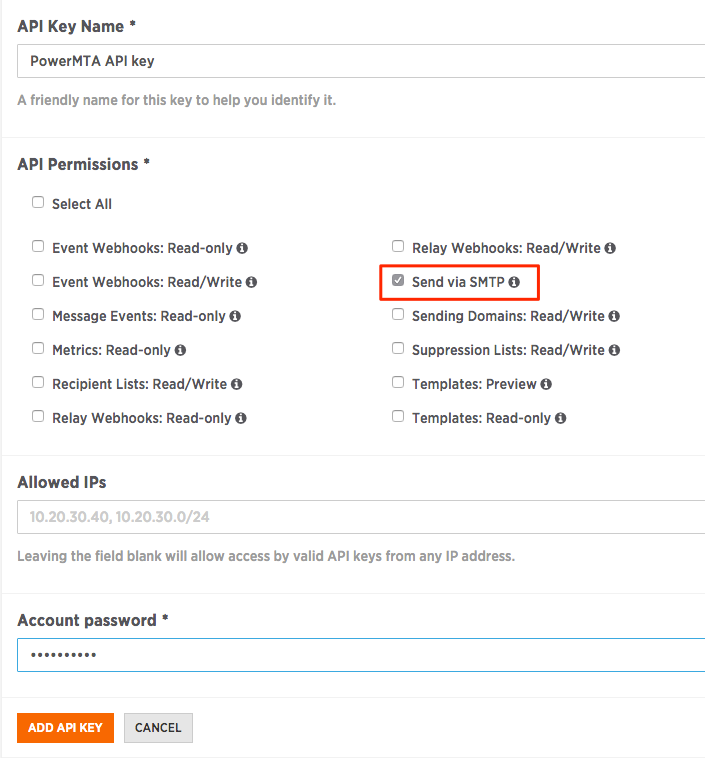 API Key Name *
PowerMTA API key
A friendly name for this key to help you identify it.
API Permissions *
Select All
Event Webhooks: Read-only
Event Webhooks: Read/Write
Message Events: Read-only
Metrics: Read-only
Recipient Lists: Read/Write
Relay Webhooks: Read-only
Relay Webhooks: Read/Write
Send via SMTP
Sending Domains: Read/Write
Suppression Lists: Read/Write
Templates: Preview
Templates: Read-only
Allowed IPs
10.20.30.40, 10.20.30.0/24
Leaving the field blank will allow access by valid API keys from any IP address.
Account password *
••••••••••
ADD API KEY
CANCEL